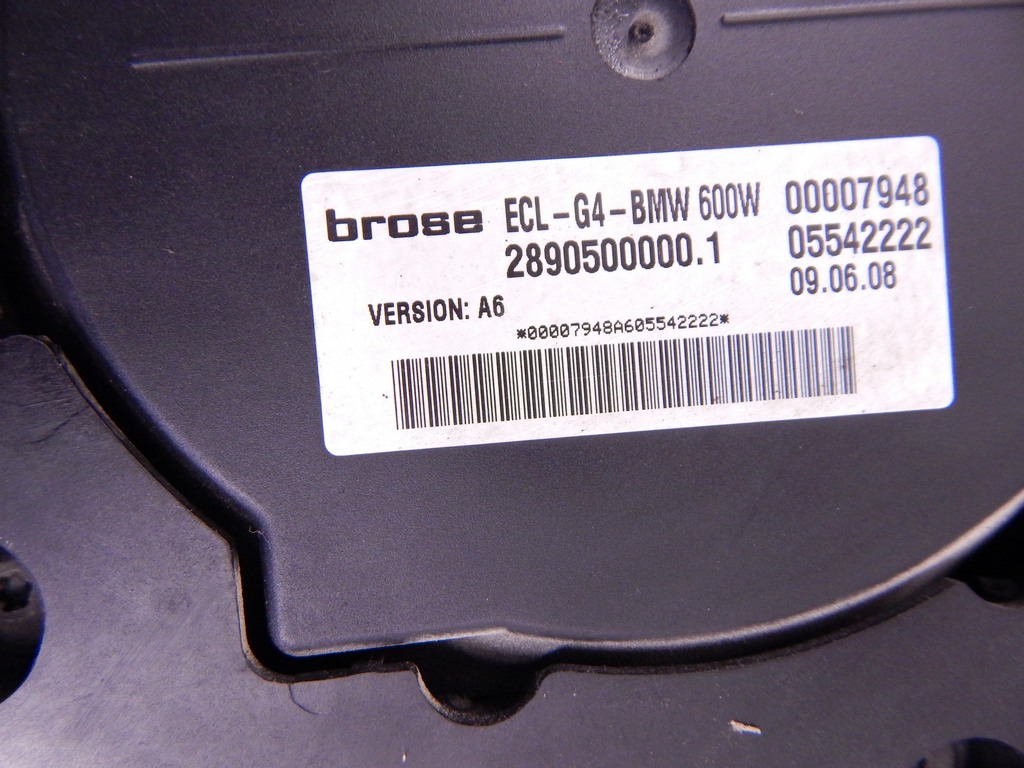 brose ECL-G4-BMW 600W 00007948
2890500000.1 05542222
09.06.08
VERSION: A6
*00007948A605542222*